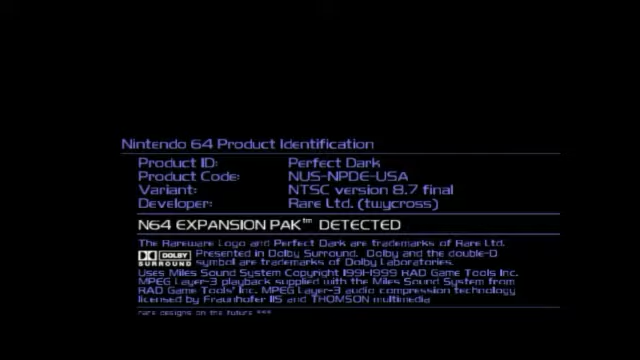 Nintendo 64 Product Identification
Product ID: Perfect Dark
Product Code: NUS-NPDE-USA
Variant: NTSC version 8.7 final
Developer: Rare Ltd. (twycross)
N64 EXPANSION PAK™ DETECTED
The Rareware Logo and Perfect Dark are trademarks of Rare Ltd.
DOLBY SURROUND
Presented in Dolby Surround. Dolby and the double-D
symbol are trademarks of Dolby Laboratories.
Uses Miles Sound System Copyright 1991-1999 RAD Game Tools Inc.
MPEG Layer-3 playback supplied with the Miles Sound System from
RAD Game Tools' Inc. MPEG Layer-3 audio compression technology
licensed by Fraunhofer IIS and THOMSON multimedia
rare designs on the future ***